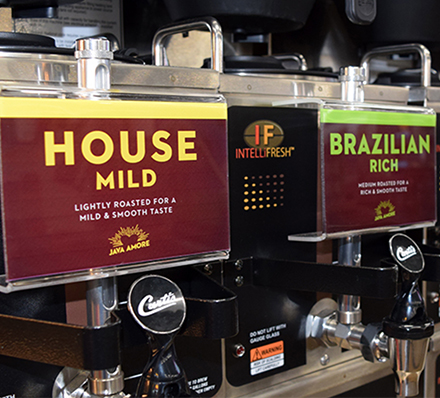 HOUSE
MILD
LIGHTLY ROASTED FOR A
MILD & SMOOTH TASTE
JAVA AMORE
IF
INTELLIFRESH™
BRAZILIAN
RICH
MEDIUM ROASTED FOR A
RICH & SMOOTH TASTE
JAVA AMORE
Curtis
Curtis
DO NOT LIFT WITH
GAUGE GLASS
WARNING